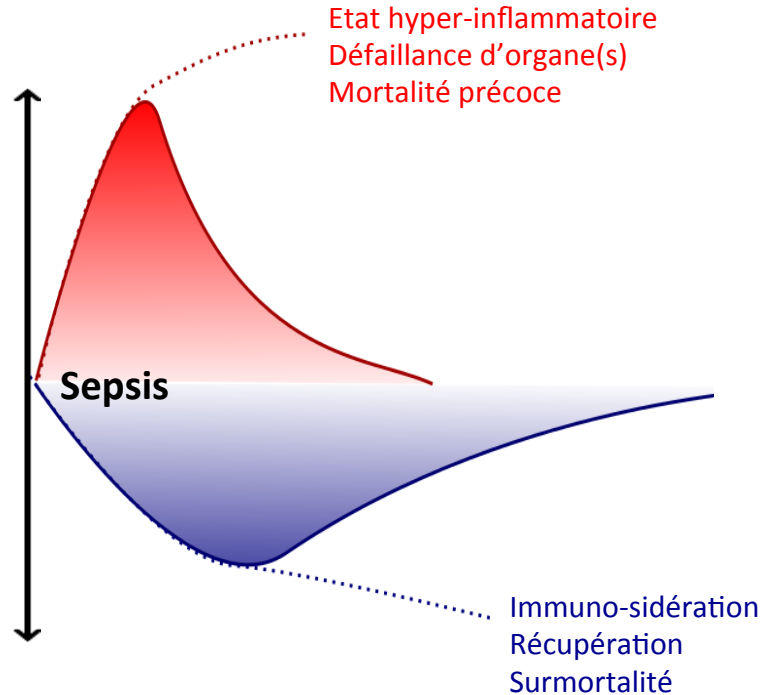 Etat hyper-inflammatoire
Défaillance d’organe(s)
Mortalité précoce
Sepsis
Immuno-sidération
Récupération
Surmortalité